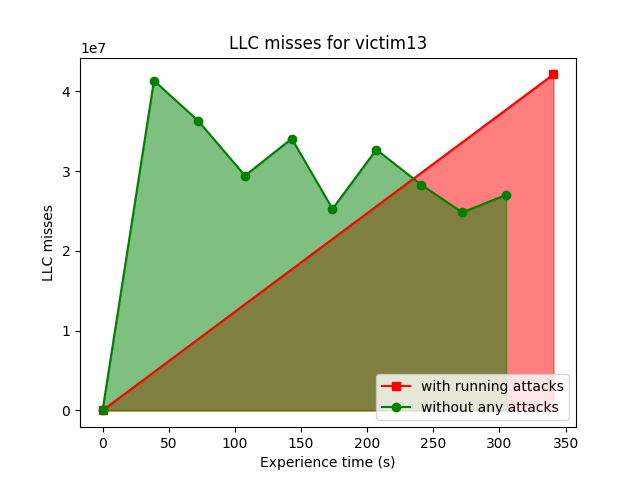 LLC misses for victim13
1e7
4
3
2
1
0
LLC misses
0 50 100 150 200 250 300 350
Experience time (s)
with running attacks
without any attacks